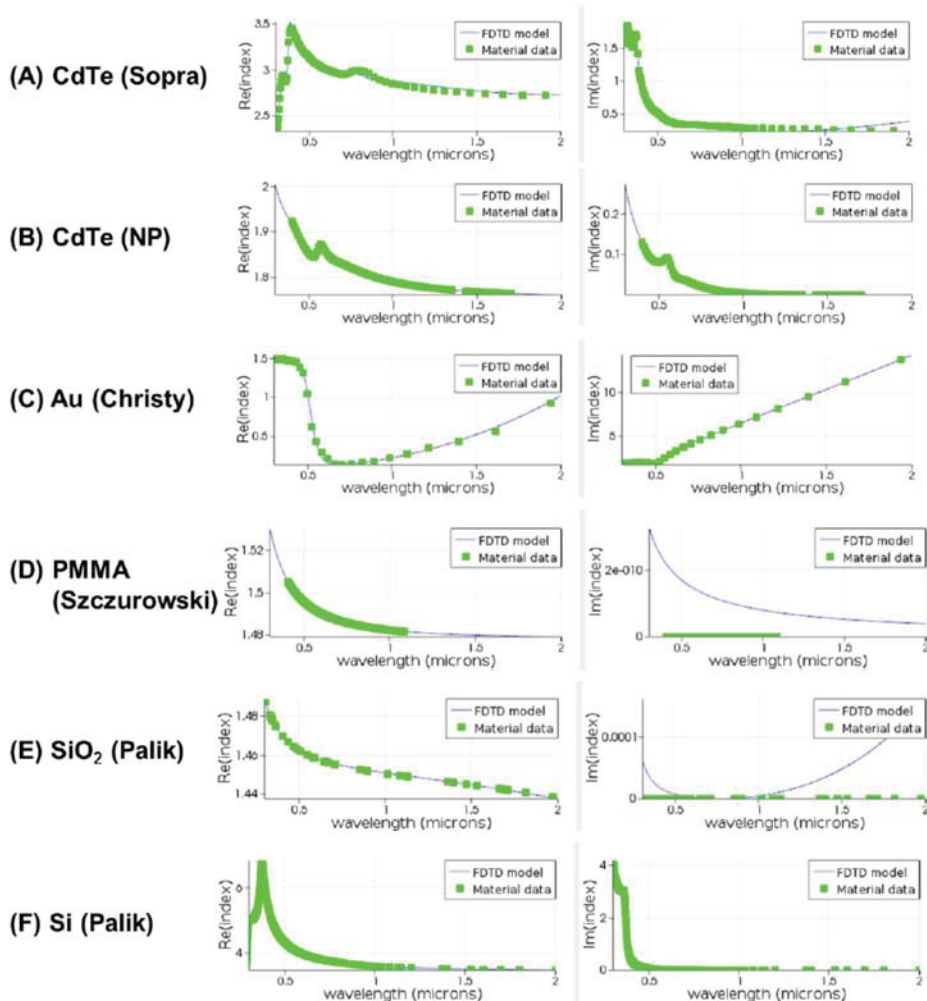 (A) CdTe (Sopra)
Re(index)
3.5
3
2.5
FDTD model
Material data
0.5
1
1.5
2
wavelength (microns)
Im(index)
1.5
1
0.5
FDTD model
Material data
0.5
1
1.5
2
wavelength (microns)
(B) CdTe (NP)
Re(index)
2
1.9
1.8
FDTD model
Material data
0.5
1
1.5
2
wavelength (microns)
Im(index)
0.2
0.1
FDTD model
Material data
0.5
1
1.5
2
wavelength (microns)
(C) Au (Christy)
Re(index)
1.5
1
0.5
FDTD model
Material data
0.5
1
1.5
2
wavelength (microns)
Im(index)
10
5
FDTD model
Material data
0.5
1
1.5
2
wavelength (microns)
(D) PMMA
(Szczurowski)
Re(index)
1.52
1.5
1.48
FDTD model
Material data
0.5
1
1.5
2
wavelength (microns)
Im(index)
2e-010
0
FDTD model
Material data
0.5
1
1.5
2
wavelength (microns)
(E) SiO₂ (Palik)
Re(index)
1.48
1.46
1.44
FDTD model
Material data
0.5
1
1.5
2
wavelength (microns)
Im(index)
0.0001
0
FDTD model
Material data
0.5
1
1.5
2
wavelength (microns)
(F) Si (Palik)
Re(index)
6
4
FDTD model
Material data
0.5
1
1.5
2
wavelength (microns)
Im(index)
4
2
0
FDTD model
Material data
0.5
1
1.5
2
wavelength (microns)